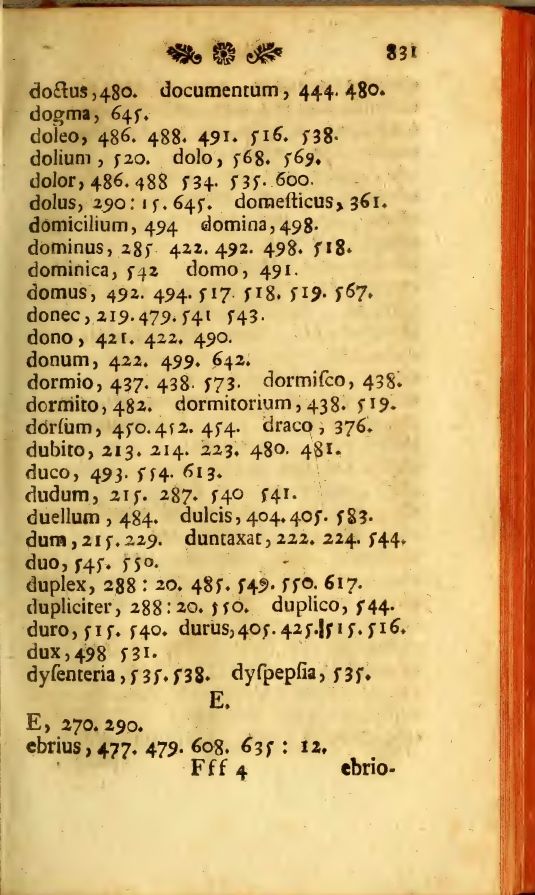 831
doctus, 480. documentum, 444. 480.
dogma, 645.
doleo, 486. 488. 491. 516. 538.
dolium, 520. dolo, 568. 569.
dolor, 486. 488 534. 535. 600.
dolus, 290: 15. 645. domeſticus, 361.
domicilium, 494 domina, 498.
dominus, 285 422. 492. 498. 518.
dominica, 542 domo, 491.
domus, 492. 494. 517. 518. 519. 567.
donec, 219. 479. 541 543.
dono, 421. 422. 490.
donum, 422. 499. 642.
dormio, 437. 438. 573. dormiſco, 438.
dormito, 482. dormitorium, 438. 519.
dorſum, 450. 452. 454. draco, 376.
dubito, 213. 214. 223. 480. 481.
duco, 493. 554. 613.
dudum, 215. 287. 540 541.
duellum, 484. dulcis, 404. 405. 583.
dum, 215. 229. duntaxat, 222. 224. 544.
duo, 545. 550.
duplex, 288: 20. 485. 549. 550. 617.
dupliciter, 288: 20. 550. duplico, 544.
duro, 515. 540. durus, 405. 425. 515. 516.
dux, 498 531.
dyſenteria, 535. 538. dyſpepſia, 535.
E.
E, 270. 290.
ebrius, 477. 479. 608. 635: 12.
Fff 4 ebrio-